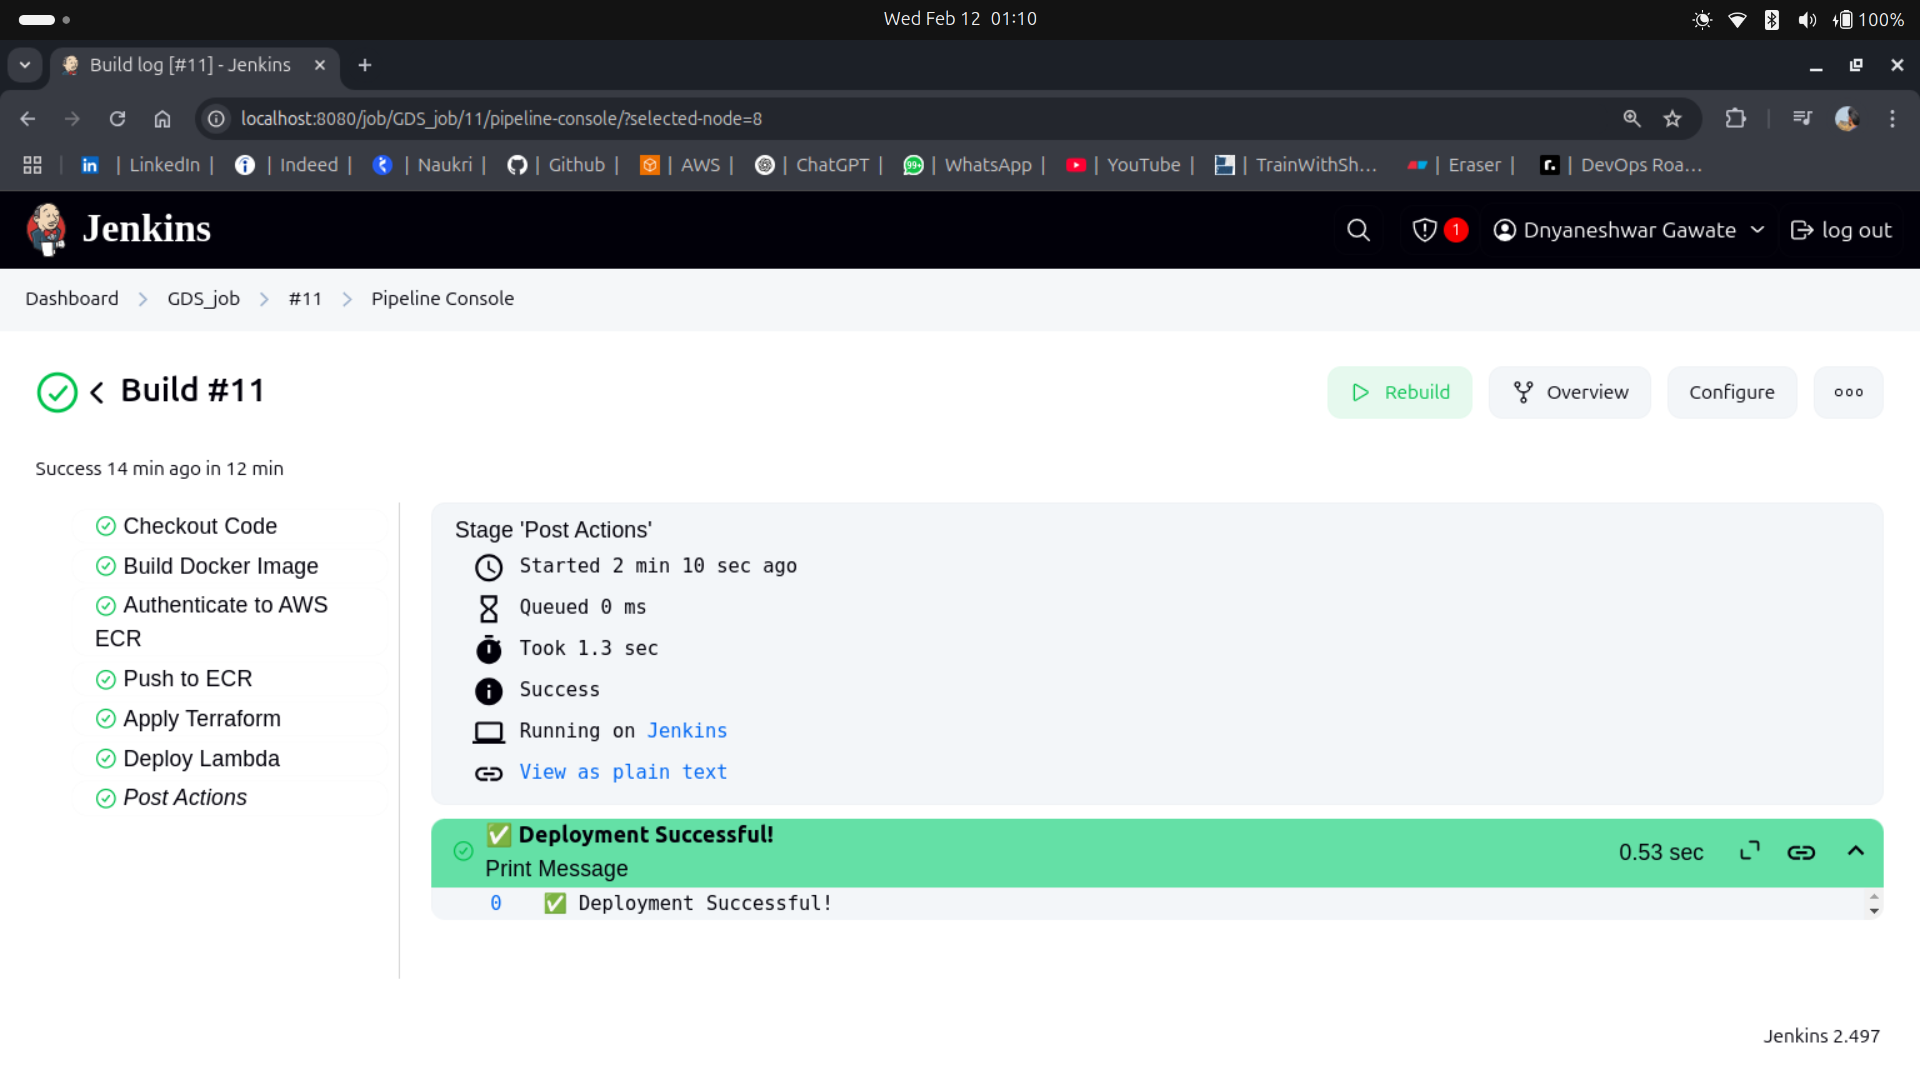 Wed Feb 12 01:10
100%
Build log [#11] - Jenkins
localhost:8080/job/GDS_job/11/pipeline-console/?selected-node=8
in | LinkedIn | | Indeed | | Naukri | | Github | | AWS | | ChatGPT | 99+ | WhatsApp | | YouTube | | TrainWithSh... | Eraser | r. | DevOps Roa...
Jenkins
1
Dnyaneshwar Gawate
log out
Dashboard > GDS_job > #11 > Pipeline Console
Build #11
Rebuild
Overview
Configure
Success 14 min ago in 12 min
Checkout Code
Build Docker Image
Authenticate to AWS
ECR
Push to ECR
Apply Terraform
Deploy Lambda
Post Actions
Stage 'Post Actions'
Started 2 min 10 sec ago
Queued 0 ms
Took 1.3 sec
Success
Running on Jenkins
View as plain text
✅ Deployment Successful!
Print Message
0.53 sec
0 ✅ Deployment Successful!
Jenkins 2.497